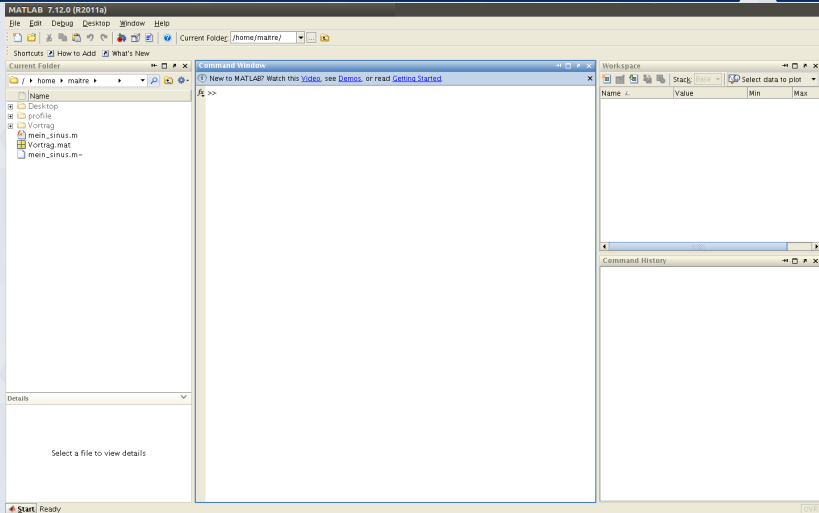 MATLAB 7.12.0 (R2011a)
File Edit Debug Desktop Window Help
Current Folder: /home/maitre/ ...
Shortcuts How to Add What's New
Current Folder
/ home maitre
Name
Desktop
profile
Vortrag
mein_sinus.m
Vortrag.mat
mein_sinus.m~
Details
Select a file to view details
Start Ready
Command Window
New to MATLAB? Watch this Video, see Demos, or read Getting Started.
fx >>
Workspace
Stack: Base Select data to plot
Name Value Min Max
Command History
OVR